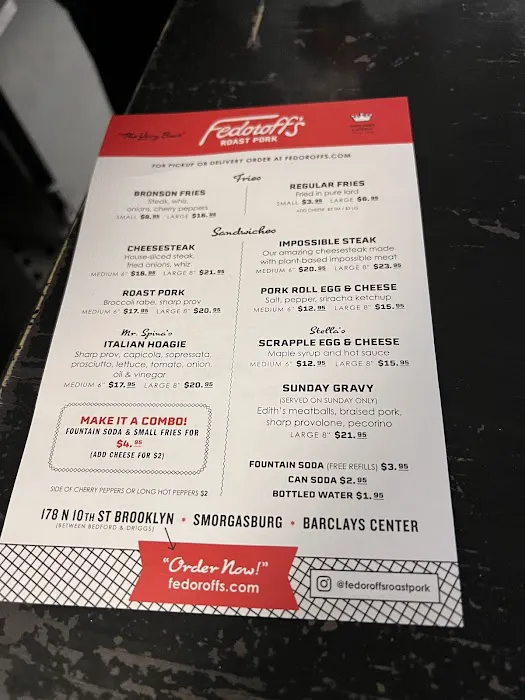 "The Very Best"
Fedoroff's
ROAST PORK
FOR PICKUP OR DELIVERY ORDER AT FEDOROFFS.COM
Fries
BRONSON FRIES
Steak, whiz,
onions, cherry peppers
SMALL $8.95 LARGE $16.95
REGULAR FRIES
Fried in pure lard
SMALL $3.95 LARGE $6.95
ADD CHEESE
Sandwiches
CHEESESTEAK
House-sliced steak,
fried onions, whiz
MEDIUM 6" $18.95 LARGE 8" $21.95
IMPOSSIBLE STEAK
Our amazing cheesesteak made
with plant-based impossible meat
MEDIUM 6" $20.95 LARGE 8" $23.95
ROAST PORK
Broccoli rabe, sharp prov
MEDIUM 6" $17.95 LARGE 8" $20.95
PORK ROLL EGG & CHEESE
Salt, pepper, sriracha ketchup
MEDIUM 6" $12.95 LARGE 8" $15.95
Mr. Spina's
ITALIAN HOAGIE
Sharp prov, capicola, sopressata,
prosciutto, lettuce, tomato, onion,
oil & vinegar
MEDIUM 6" $17.95 LARGE 8" $20.95
Stella's
SCRAPPLE EGG & CHEESE
Maple syrup and hot sauce
MEDIUM 6" $12.95 LARGE 8" $15.95
SUNDAY GRAVY
(SERVED ON SUNDAY ONLY)
Edith's meatballs, braised pork,
sharp provolone, pecorino
LARGE 8" $21.95
MAKE IT A COMBO!
FOUNTAIN SODA & SMALL FRIES FOR
$4.95
(ADD CHEESE FOR $2)
FOUNTAIN SODA (FREE REFILLS) $3.95
CAN SODA $2.95
BOTTLED WATER $1.95
SIDE OF CHERRY PEPPERS OR LONG HOT PEPPERS $2
178 N 10TH ST BROOKLYN • SMORGASBURG • BARCLAYS CENTER
(BETWEEN BEDFORD & DRIGGS)
"Order Now!"
fedoroffs.com
@fedoroffsroastpork